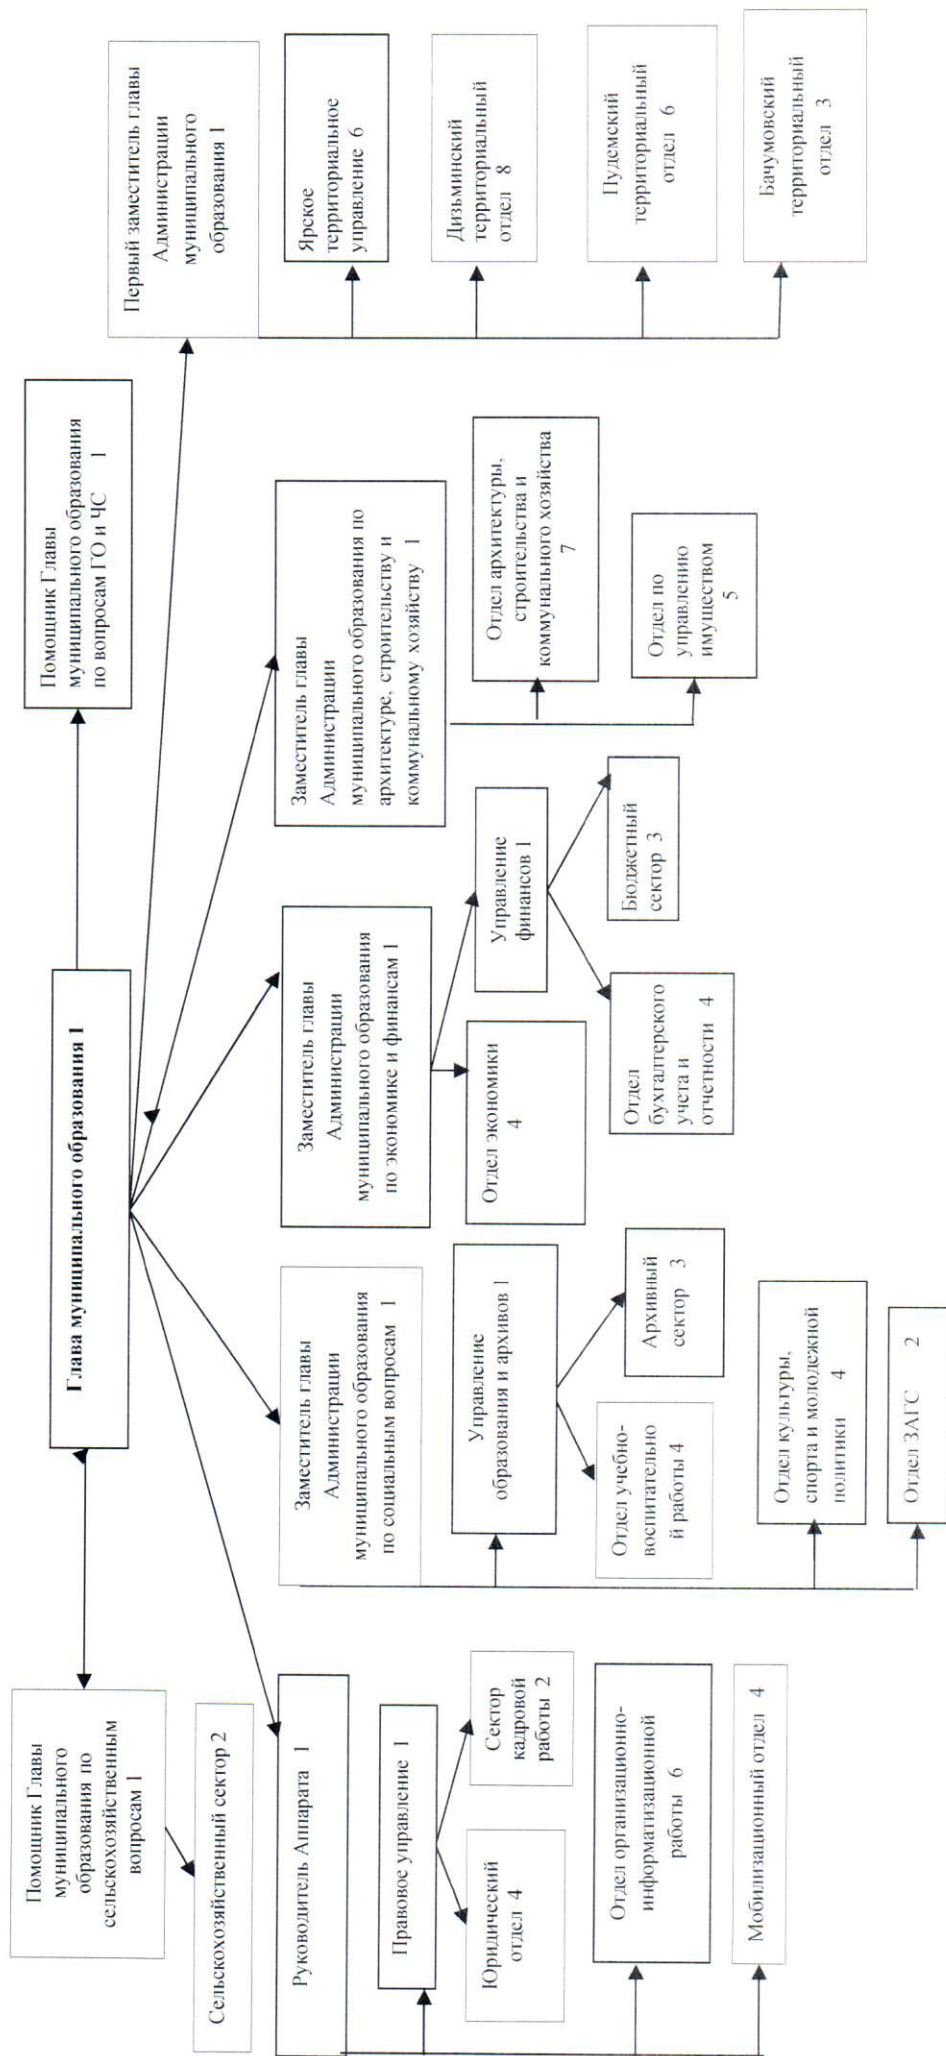 Глава муниципального образования 1
Помощник Главы
муниципального
образования по
сельскохозяйственным
вопросам 1
Сельскохозяйственный сектор 2
Помощник Главы
муниципального образования
по вопросам ГО и ЧС 1
Руководитель Аппарата 1
Правовое управление 1
Юридический
отдел 4
Сектор
кадровой
работы 2
Отдел организационно-
информатизационной
работы 6
Мобилизационный отдел 4
Заместитель главы
Администрации
муниципального образования
по социальным вопросам 1
Управление
образования и архивов 1
Отдел учебно-
воспитательно
й работы 4
Архивный
сектор 3
Отдел культуры,
спорта и молодежной
политики 4
Отдел ЗАГС 2
Заместитель главы
Администрации
муниципального образования
по экономике и финансам 1
Отдел экономики
4
Управление
финансов 1
Отдел
бухгалтерского
учета и
отчетности 4
Бюджетный
сектор 3
Заместитель главы
Администрации
муниципального образования по
архитектуре, строительству и
коммунальному хозяйству 1
Отдел архитектуры,
строительства и
коммунального хозяйства
7
Отдел по
управлению
имуществом
5
Первый заместитель главы
Администрации
муниципального
образования 1
Ярское
территориальное
управление 6
Дизьминский
территориальный
отдел 8
Пудемский
территориальный
отдел 6
Бачумовский
территориальный
отдел 3